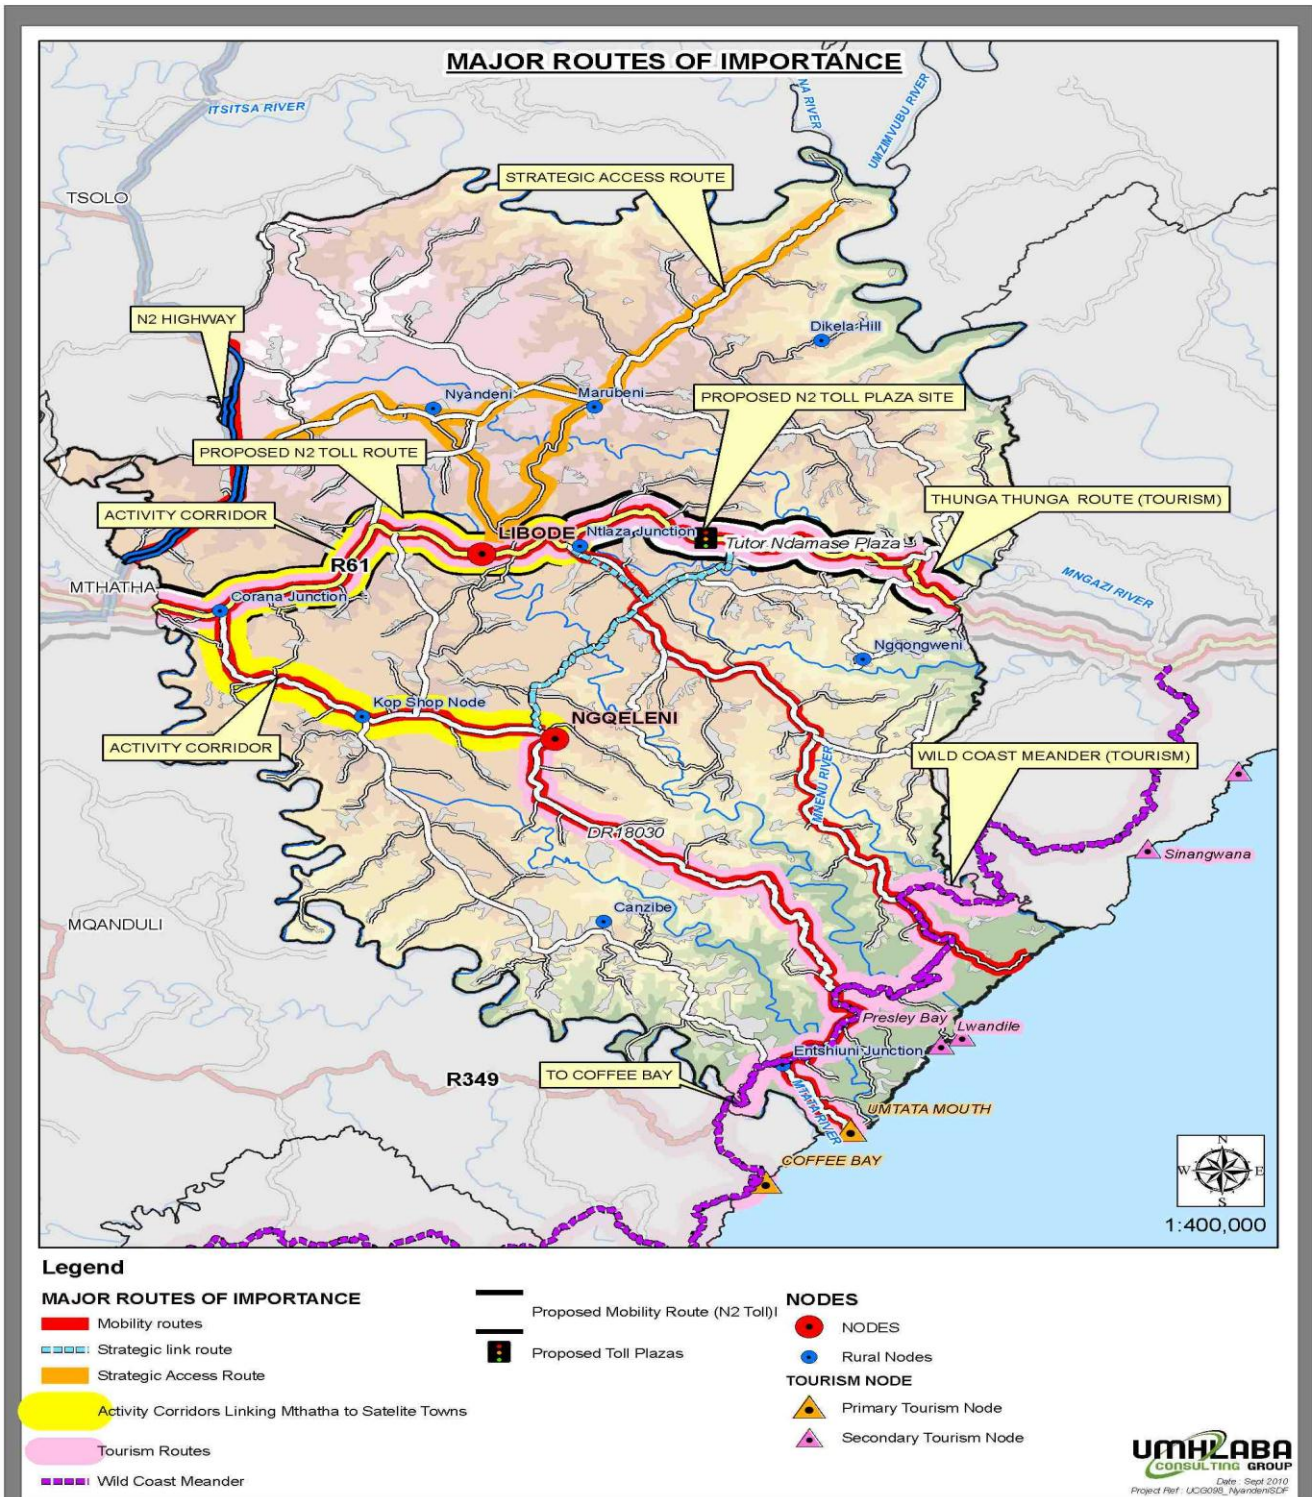 MAJOR ROUTES OF IMPORTANCE
ITSITSA RIVER
NA RIVER
UMZIMVUBU RIVER
STRATEGIC ACCESS ROUTE
TSOLO
N2 HIGHWAY
Dikela Hill
Nyandeni
Marubeni
PROPOSED N2 TOLL PLAZA SITE
PROPOSED N2 TOLL ROUTE
THUNGA THUNGA ROUTE (TOURISM)
ACTIVITY CORRIDOR
LIBODE
Ntlaza Junction
Tutor Ndamase Plaza
R61
MTHATHA
MNGAZI RIVER
Corana Junction
Ngqongweni
Kop Shop Node
NGQELENI
ACTIVITY CORRIDOR
WILD COAST MEANDER (TOURISM)
MNENU RIVER
DR18030
Sinangwana
MQANDULI
Canzibe
Presley Bay
Lwandile
Entshiuni Junction
R349
TO COFFEE BAY
MTATA RIVER
UMTATA MOUTH
COFFEE BAY
N
W E
S
1:400,000
Legend
MAJOR ROUTES OF IMPORTANCE
Mobility routes
Strategic link route
Strategic Access Route
Activity Corridors Linking Mthatha to Satelite Towns
Tourism Routes
Wild Coast Meander
Proposed Mobility Route (N2 Toll)l
Proposed Toll Plazas
NODES
NODES
Rural Nodes
TOURISM NODE
Primary Tourism Node
Secondary Tourism Node
UMHLABA
CONSULTING GROUP
Date : Sept 2010
Project Ref : UCG098_NyandeniSDF